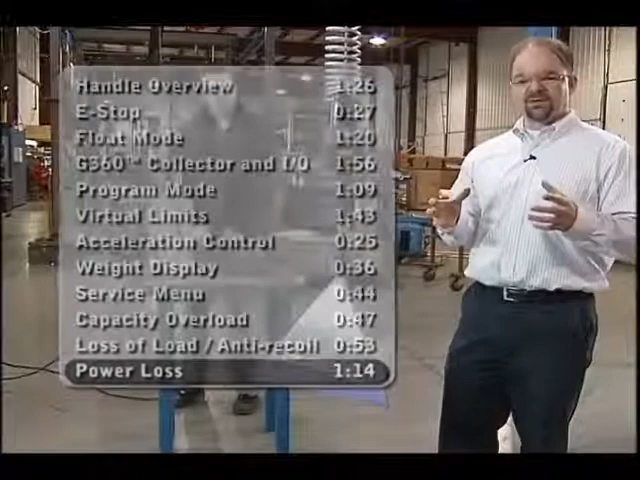 Handle Overview 1:26
E-Stop 0:27
Float Mode 1:20
G360™ Collector and I/O 1:56
Program Mode 1:09
Virtual Limits 1:43
Acceleration Control 0:25
Weight Display 0:36
Service Menu 0:44
Capacity Overload 0:47
Loss of Load / Anti-recoil 0:53
Power Loss 1:14